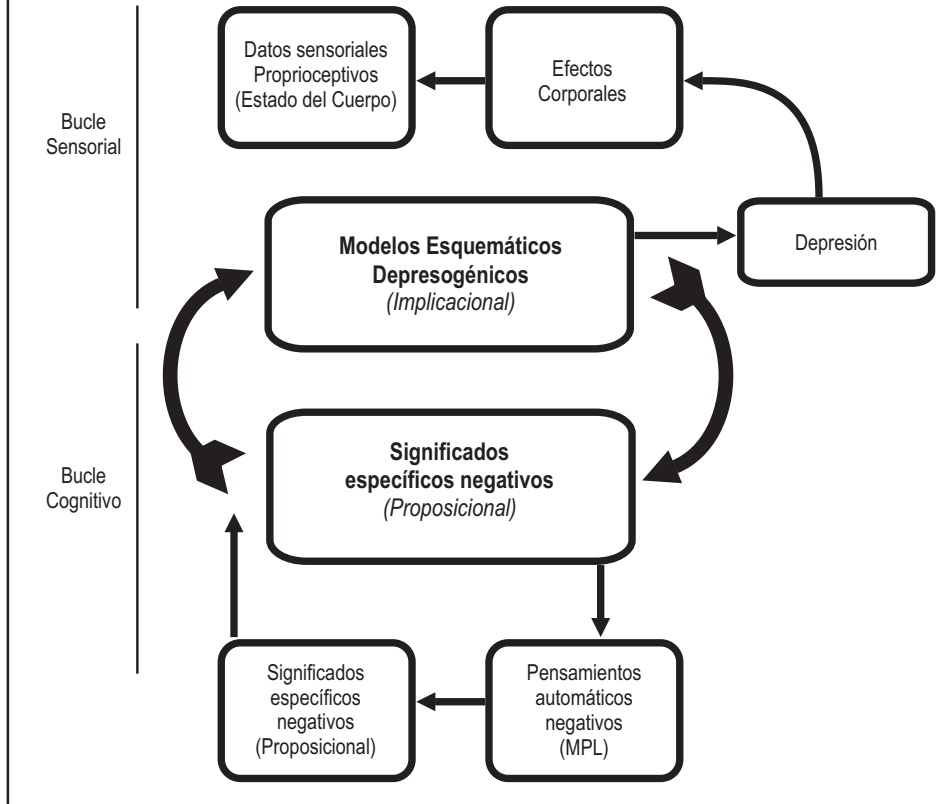 Datos sensoriales
Proprioceptivos
(Estado del Cuerpo)
Efectos
Corporales
Bucle
Sensorial
Modelos Esquemáticos
Depresogénicos
(Implicacional)
Depresión
Bucle
Cognitivo
Significados
específicos negativos
(Proposicional)
Significados
específicos
negativos
(Proposicional)
Pensamientos
automáticos
negativos
(MPL)